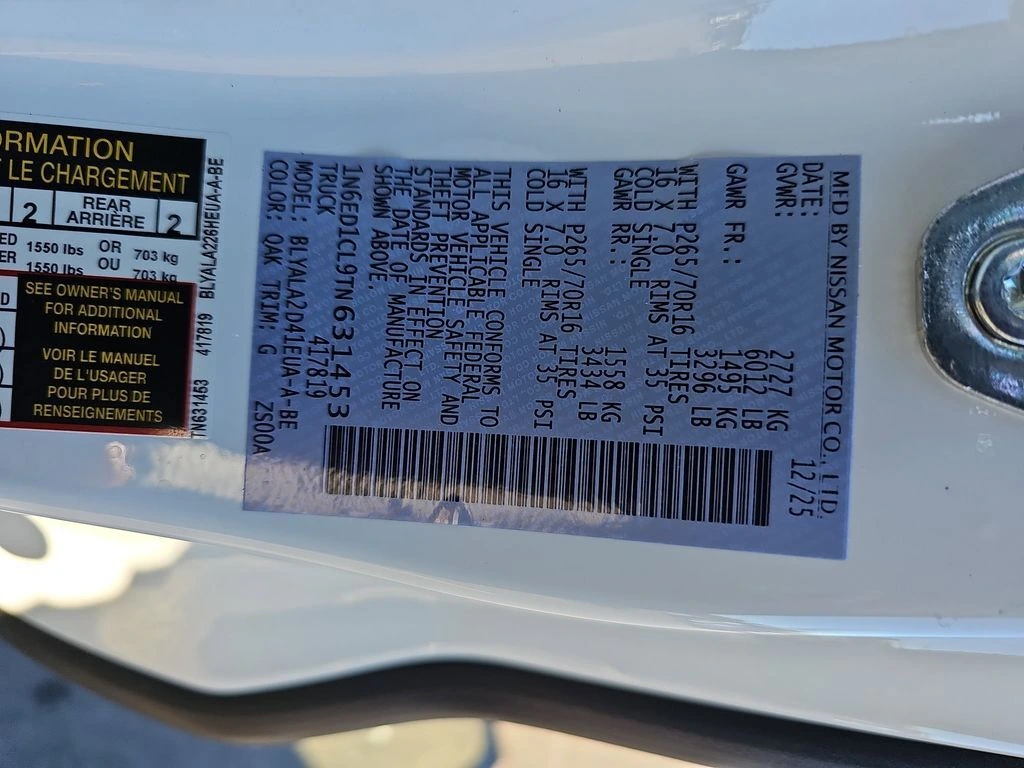 ORMATION
T LE CHARGEMENT
2
REAR
ARRIÈRE
2
1550 lbs OR 703 kg
1550 lbs OU 703 kg
SEE OWNER'S MANUAL
FOR ADDITIONAL
INFORMATION
VOIR LE MANUEL
DE L'USAGER
POUR PLUS DE
RENSEIGNEMENTS
TN631453 417819 BLYALA226HEUA-A-BE
MFD BY NISSAN MOTOR CO., LTD.
DATE: 12/25
GVWR: 2727 KG
6012 LB
GAWR FR.: 1495 KG
3296 LB
WITH P265/70R16 TIRES
16 X 7.0 RIMS AT 35 PSI
COLD SINGLE
GAWR RR.: 1558 KG
3434 LB
WITH P265/70R16 TIRES
16 X 7.0 RIMS AT 35 PSI
COLD SINGLE
THIS VEHICLE CONFORMS TO
ALL APPLICABLE FEDERAL
MOTOR VEHICLE SAFETY AND
THEFT PREVENTION
STANDARDS IN EFFECT ON
THE DATE OF MANUFACTURE
SHOWN ABOVE.
1N6ED1CL9TN631453
TRUCK 417819
MODEL: BLYALA2D41EUA-A-BE
COLOR: QAK TRIM: G ZS00A